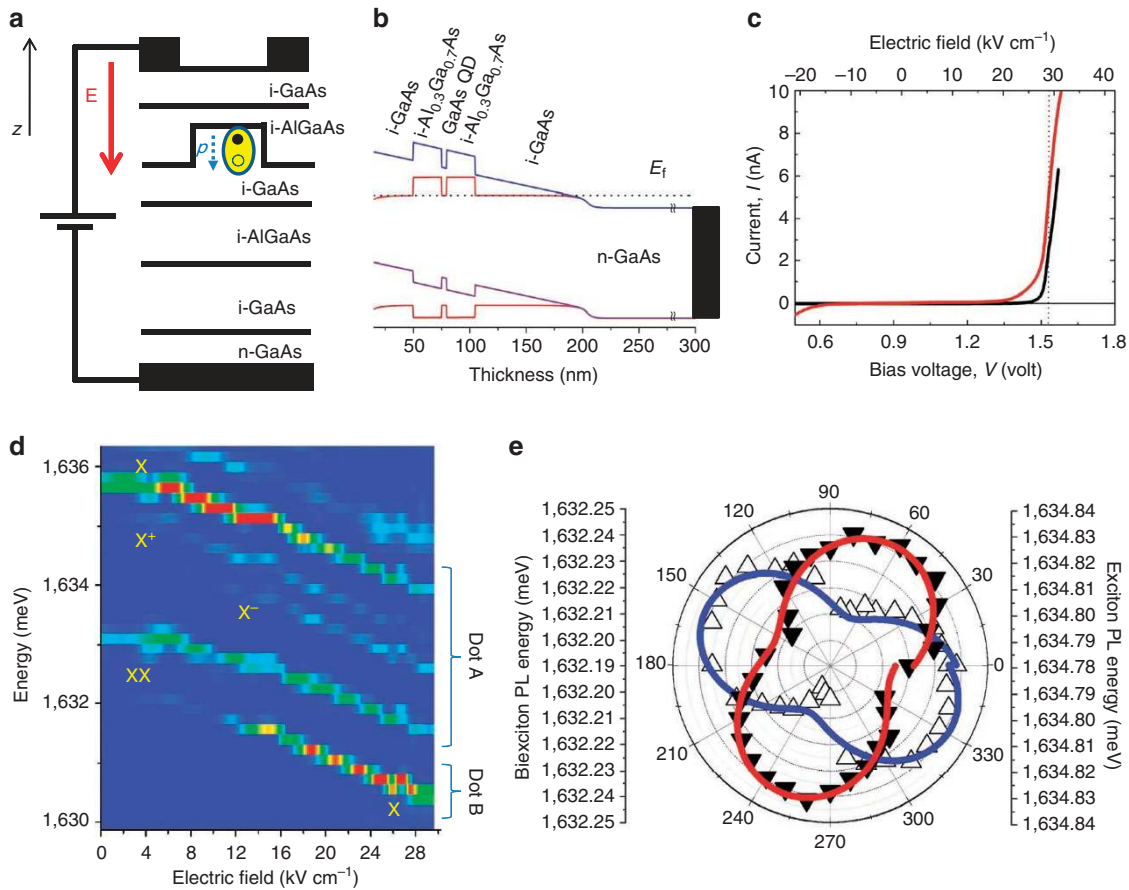 a
z
E
i-GaAs
i-AlGaAs
p
i-GaAs
i-AlGaAs
i-GaAs
n-GaAs
b
i-GaAs
i-Al0.3Ga0.7As
GaAs QD
i-Al0.3Ga0.7As
i-GaAs
Ef
n-GaAs
50 100 150 200 250 300
Thickness (nm)
c
Electric field (kV cm−1)
−20 −10 0 10 20 30 40
10
8
6
4
2
0
Current, I (nA)
0.6 0.9 1.2 1.5 1.8
Bias voltage, V (volt)
d
1,636
1,634
1,632
1,630
Energy (meV)
X
X+
X−
XX
X
Dot A
Dot B
0 4 8 12 16 20 24 28
Electric field (kV cm−1)
e
Biexciton PL energy (meV)
1,632.25
1,632.24
1,632.23
1,632.22
1,632.21
1,632.20
1,632.19
1,632.20
1,632.21
1,632.22
1,632.23
1,632.24
1,632.25
90
120 60
150 30
180 0
210 330
240 300
270
1,634.84
1,634.83
1,634.82
1,634.81
1,634.80
1,634.79
1,634.78
1,634.79
1,634.80
1,634.81
1,634.82
1,634.83
1,634.84
Exciton PL energy (meV)